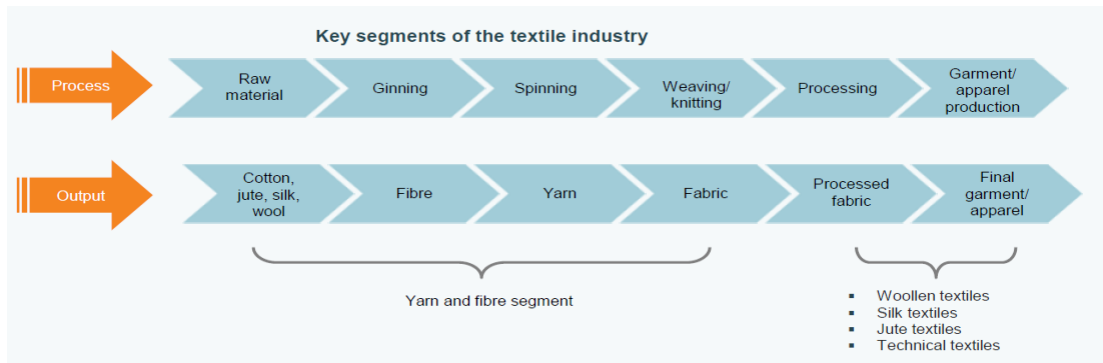 Key segments of the textile industry
Process
Raw
material
Ginning
Spinning
Weaving/
knitting
Processing
Garment/
apparel
production
Output
Cotton,
jute, silk,
wool
Fibre
Yarn
Fabric
Processed
fabric
Final
garment/
apparel
Yarn and fibre segment
▪ Woollen textiles
▪ Silk textiles
▪ Jute textiles
▪ Technical textiles